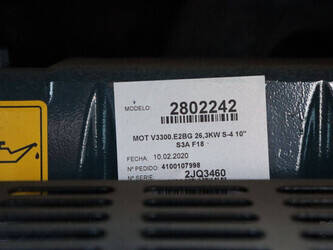 MODELO: 2802242
MOT V3300.E2BG 26,3KW S-4 10"
S3A F18
FECHA: 10.02.2020
Nº PEDIDO: 4100107998
Nº SERIE: 2JQ3460